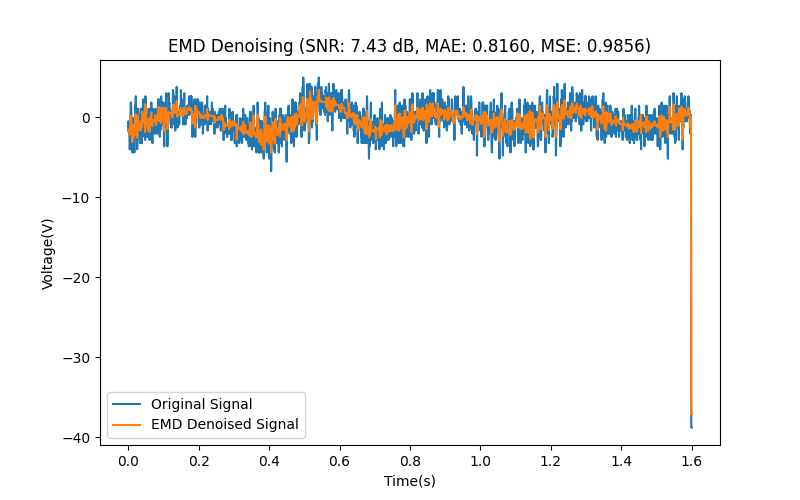 EMD Denoising (SNR: 7.43 dB, MAE: 0.8160, MSE: 0.9856)
0
−10
−20
−30
−40
Voltage(V)
Original Signal
EMD Denoised Signal
0.0 0.2 0.4 0.6 0.8 1.0 1.2 1.4 1.6
Time(s)